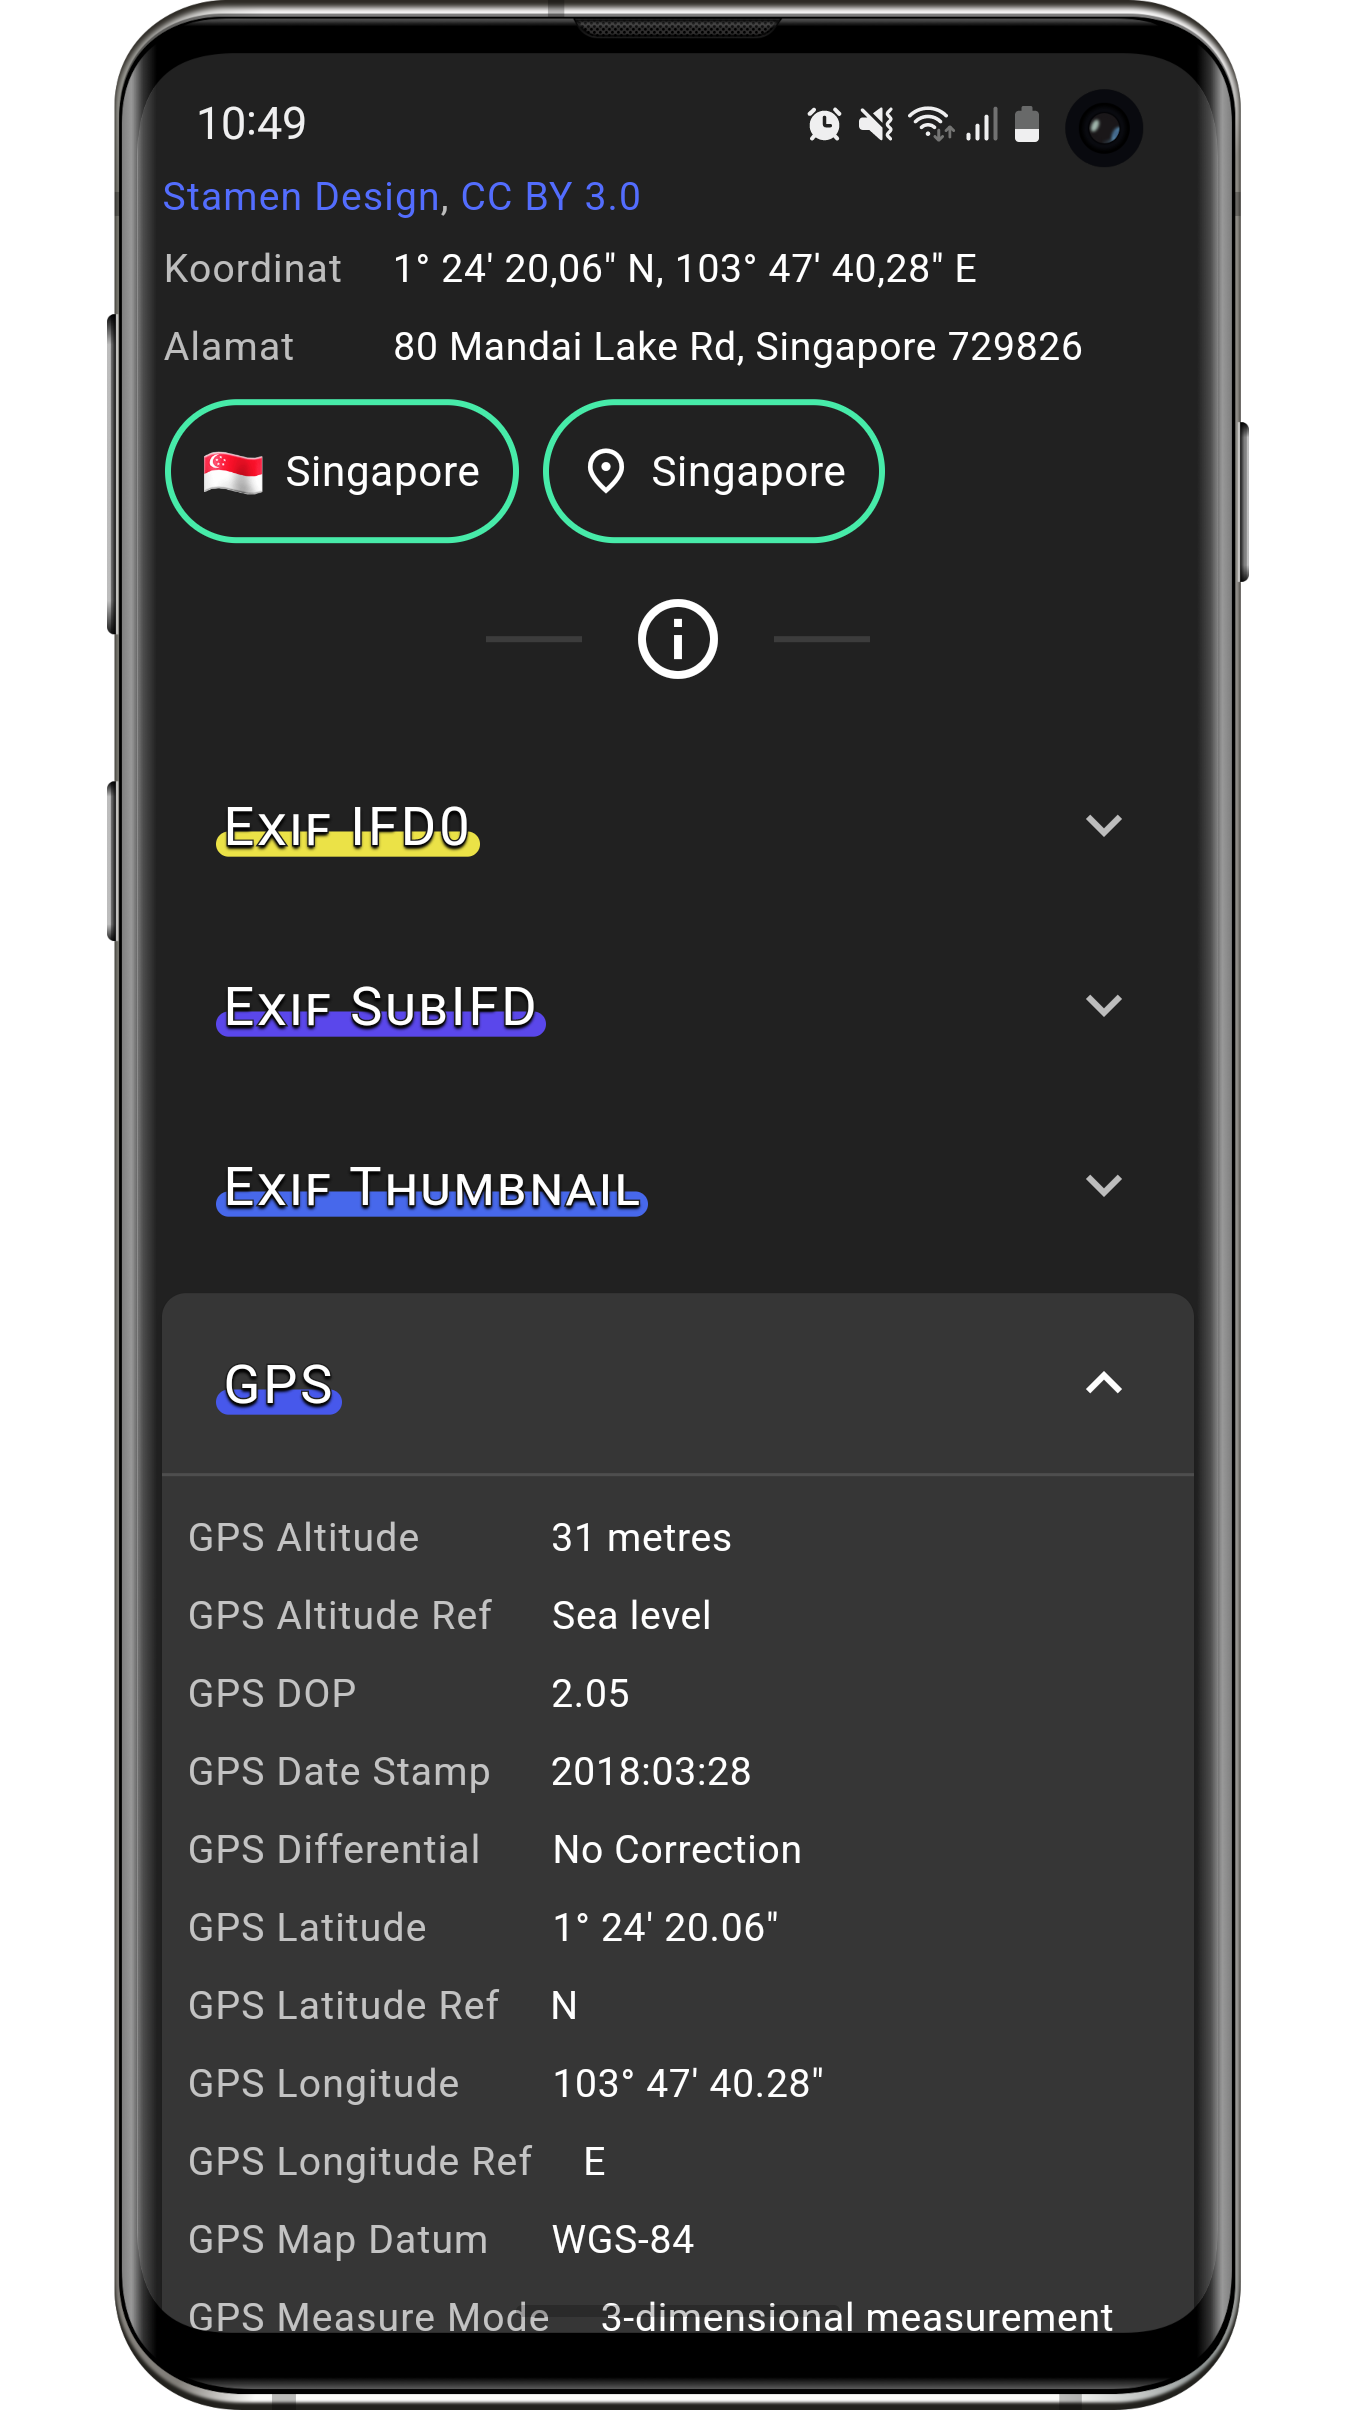 10:49
Stamen Design, CC BY 3.0
Koordinat 1° 24' 20,06" N, 103° 47' 40,28" E
Alamat 80 Mandai Lake Rd, Singapore 729826
Singapore Singapore
Exif IFD0
Exif SubIFD
Exif Thumbnail
GPS
GPS Altitude 31 metres
GPS Altitude Ref Sea level
GPS DOP 2.05
GPS Date Stamp 2018:03:28
GPS Differential No Correction
GPS Latitude 1° 24' 20.06"
GPS Latitude Ref N
GPS Longitude 103° 47' 40.28"
GPS Longitude Ref E
GPS Map Datum WGS-84
GPS Measure Mode 3-dimensional measurement